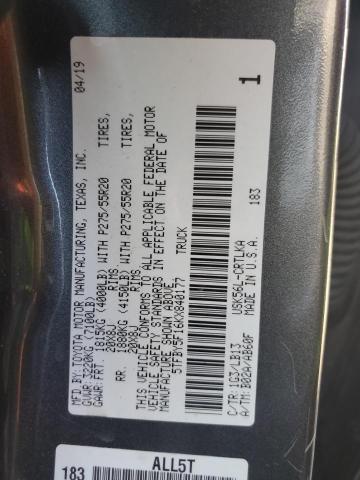 MFD.BY:TOYOTA MOTOR MANUFACTURING, TEXAS, INC. 04/19
GVWR:3220KG(7100LB)
GAWR:FRT. 1815KG(4000LB)WITH P275/55R20 TIRES,
20X8J RIMS,
RR. 1880KG(4150LB)WITH P275/55R20 TIRES,
20X8J RIMS,
THIS VEHICLE CONFORMS TO ALL APPLICABLE FEDERAL MOTOR
VEHICLE SAFETY STANDARDS IN EFFECT ON THE DATE OF
MANUFACTURE SHOWN ABOVE.
5TFBY5F16KX840177 TRUCK
C/TR:1G3/LB13 USK56L-CRTLKA 183
A/TM:B02A/AB60F MADE IN U.S.A.
1
183
ALL5T